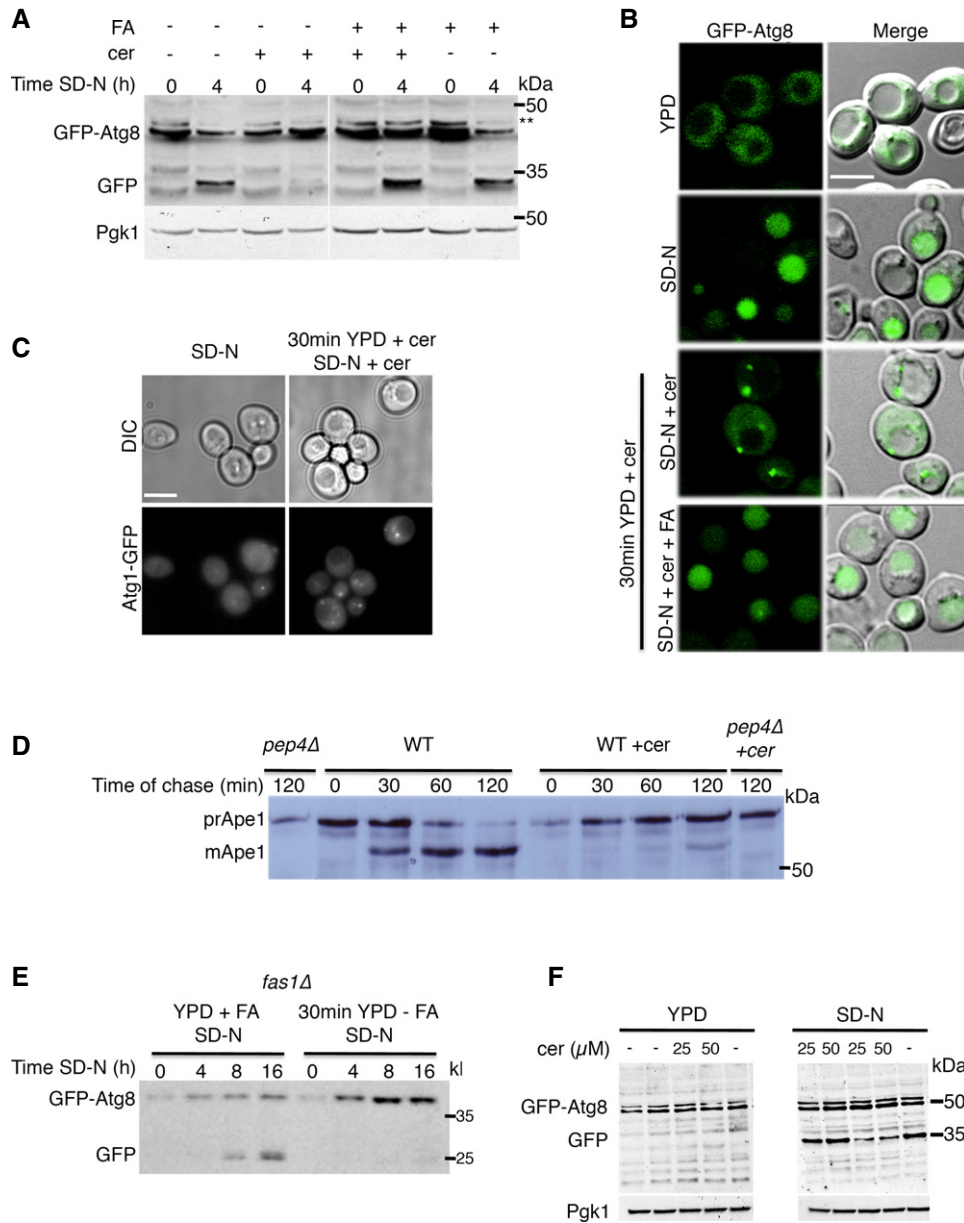 A
FA - - - - + + + +
cer - - + + + + - -
Time SD-N (h) 0 4 0 4 0 4 0 4 kDa
50
**
GFP-Atg8
35
GFP
50
Pgk1
B
GFP-Atg8 Merge
YPD
SD-N
30min YPD + cer
SD-N + cer
SD-N + cer + FA
C
SD-N 30min YPD + cer
SD-N + cer
DIC
Atg1-GFP
D
pep4Δ WT WT +cer pep4Δ
+cer
Time of chase (min) 120 0 30 60 120 0 30 60 120 120
kDa
prApe1
mApe1
50
E
fas1Δ
YPD + FA 30min YPD - FA
SD-N SD-N
Time SD-N (h) 0 4 8 16 0 4 8 16 kl
GFP-Atg8
35
GFP
25
F
YPD SD-N
cer (µM) - - 25 50 - 25 50 25 50 - kDa
GFP-Atg8 50
GFP 35
Pgk1